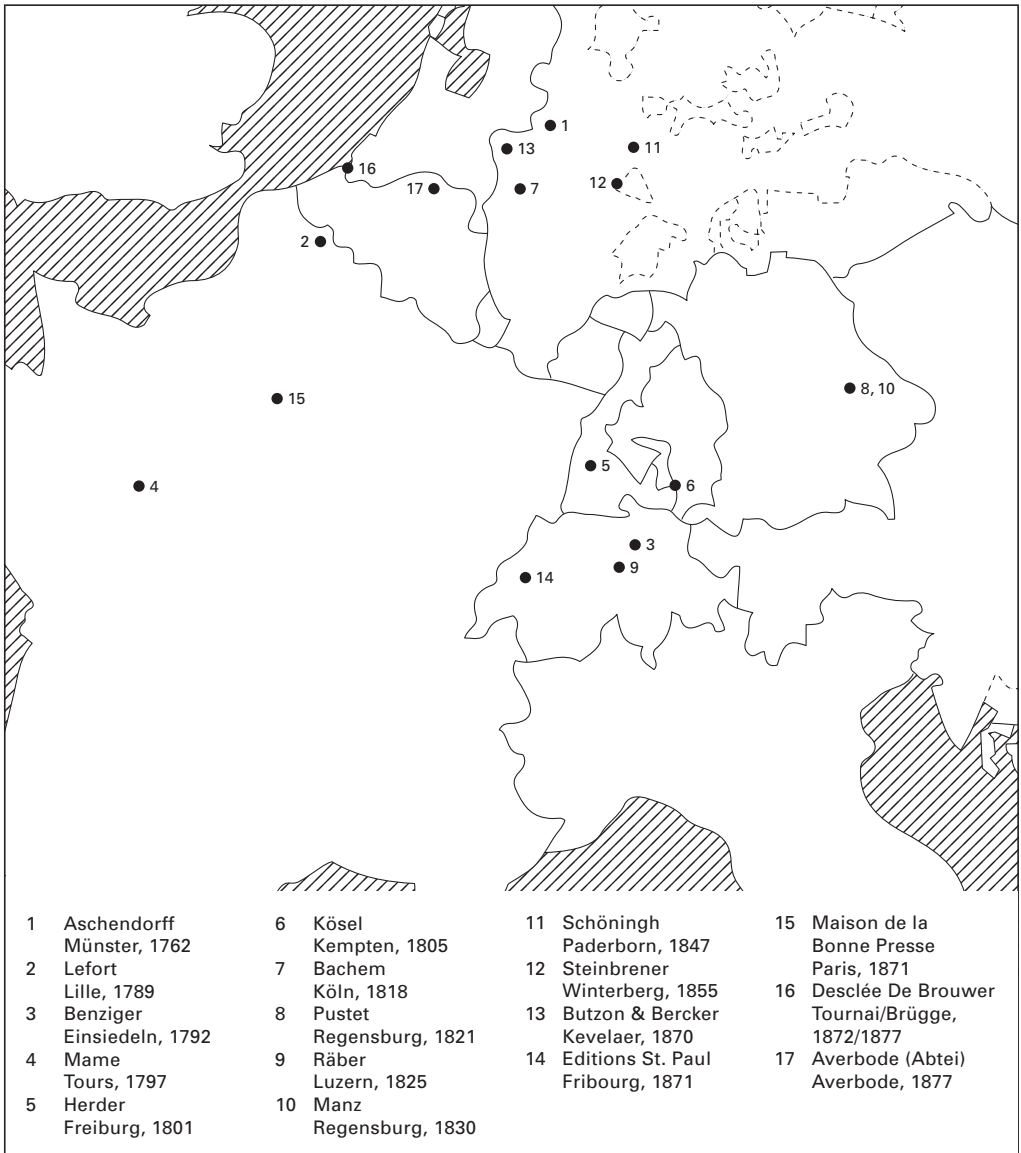 1
13
11
16
17
7
12
2
8, 10
15
5
4
6
3
9
14
1 Aschendorff
Münster, 1762
2 Lefort
Lille, 1789
3 Benziger
Einsiedeln, 1792
4 Mame
Tours, 1797
5 Herder
Freiburg, 1801
6 Kösel
Kempten, 1805
7 Bachem
Köln, 1818
8 Pustet
Regensburg, 1821
9 Räber
Luzern, 1825
10 Manz
Regensburg, 1830
11 Schöningh
Paderborn, 1847
12 Steinbrener
Winterberg, 1855
13 Butzon & Bercker
Kevelaer, 1870
14 Editions St. Paul
Fribourg, 1871
15 Maison de la
Bonne Presse
Paris, 1871
16 Desclée De Brouwer
Tournai/Brügge,
1872/1877
17 Averbode (Abtei)
Averbode, 1877